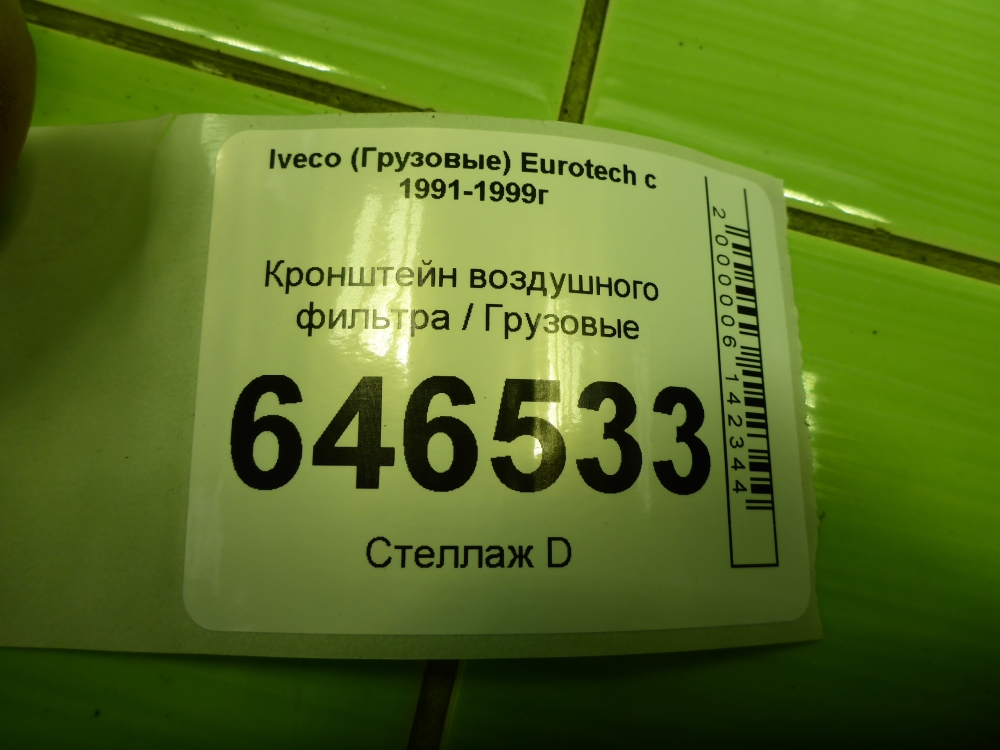 Iveco (Грузовые) Eurotech с
1991-1999г
Кронштейн воздушного
фильтра / Грузовые
646533
Стеллаж D
2000006142344